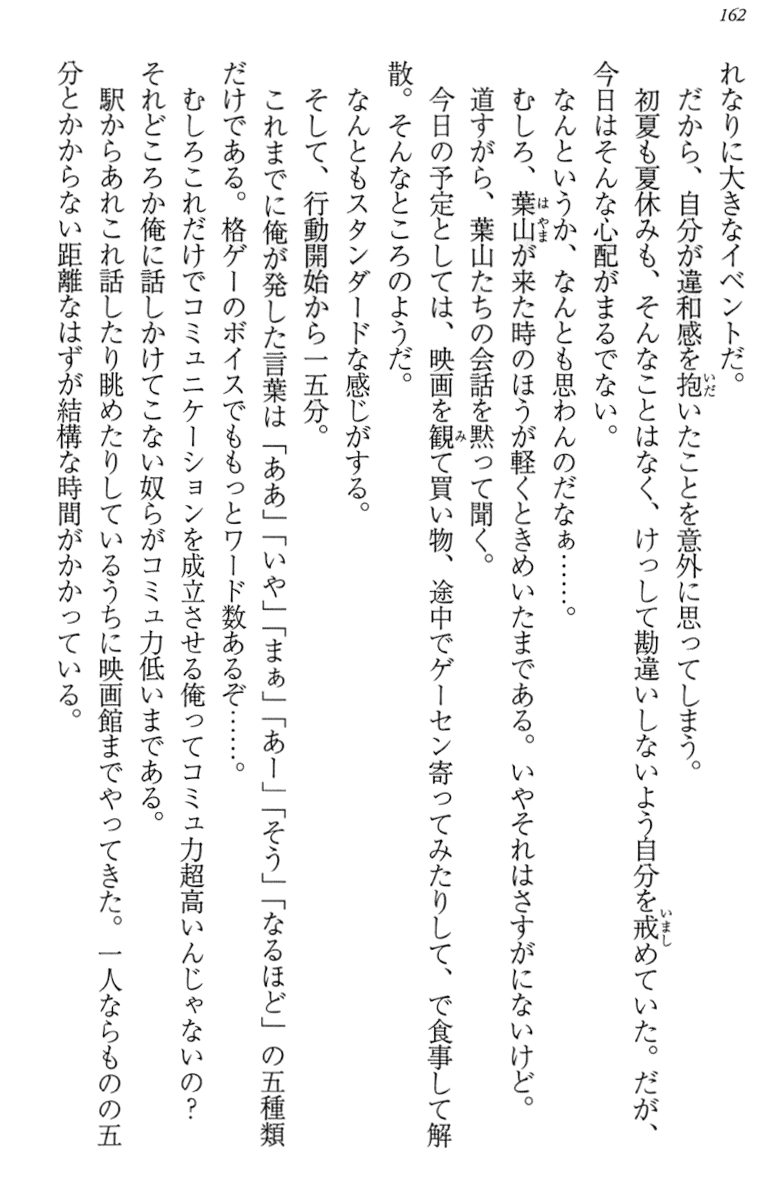 162
れなりに大きなイベントだ。
だから、自分が違和感を抱いたことを意外に思ってしまう。
初夏も夏休みも、そんなことはなく、けっして勘違いしないよう自分を戒めていた。だが、
今日はそんな心配がまるでない。
なんというか、なんとも思わんのだなぁ……。
むしろ、葉山が来た時のほうが軽くときめいたまである。いやそれはさすがにないけど。
道すがら、葉山たちの会話を黙って聞く。
今日の予定としては、映画を観て買い物、途中でゲーセン寄ってみたりして、で食事して解
散。そんなところのようだ。
なんともスタンダードな感じがする。
そして、行動開始から一五分。
これまでに俺が発した言葉は「ああ」「いや」「まぁ」「あー」「そう」「なるほど」の五種類
だけである。格ゲーのボイスでももっとワード数あるぞ……。
むしろこれだけでコミュニケーションを成立させる俺ってコミュ力超高いんじゃないの？
それどころか俺に話しかけてこない奴らがコミュ力低いまである。
駅からあれこれ話したり眺めたりしているうちに映画館までやってきた。一人ならものの五
分とかからない距離なはずが結構な時間がかかっている。